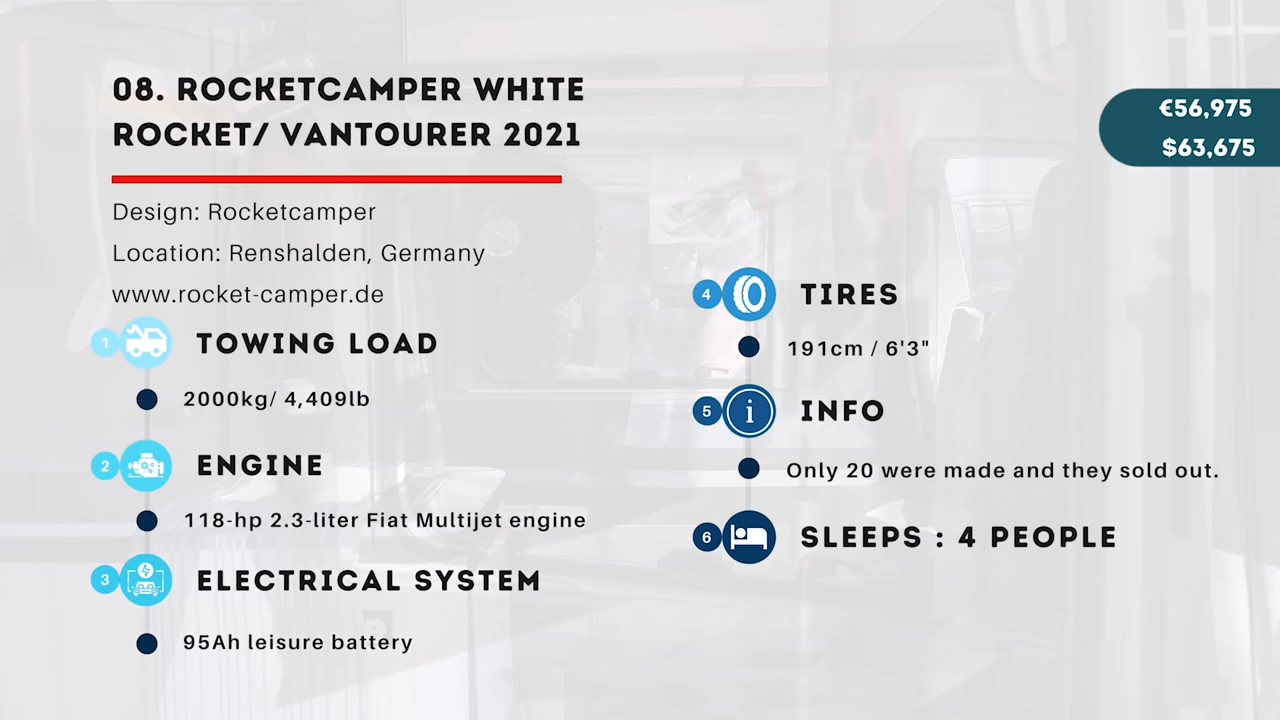 08. ROCKETCAMPER WHITE
ROCKET/ VANTOURER 2021
€56,975
$63,675
Design: Rocketcamper
Location: Renshalden, Germany
www.rocket-camper.de
1 TOWING LOAD
2000kg/ 4,409lb
2 ENGINE
118-hp 2.3-liter Fiat Multijet engine
3 ELECTRICAL SYSTEM
95Ah leisure battery
4 TIRES
191cm / 6'3"
5 i INFO
Only 20 were made and they sold out.
6 SLEEPS : 4 PEOPLE